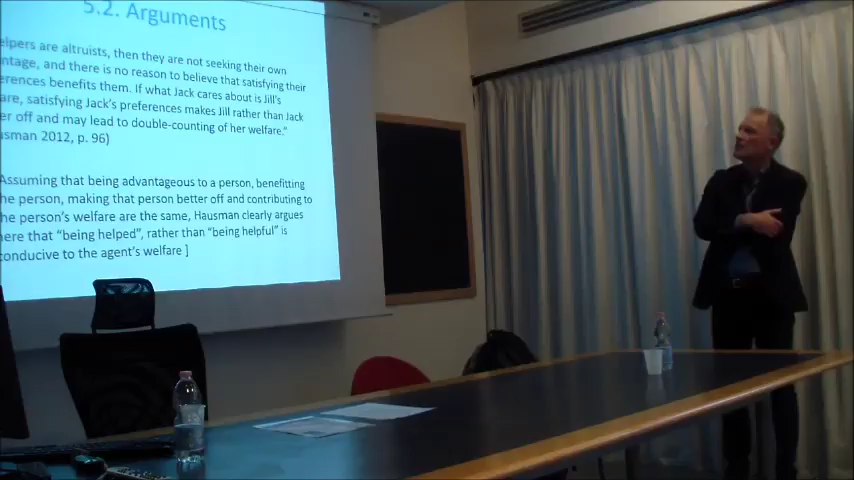 5.2. Arguments
elpers are altruists, then they are not seeking their own
ntage, and there is no reason to believe that satisfying their
erences benefits them. If what Jack cares about is Jill's
are, satisfying Jack's preferences makes Jill rather than Jack
er off and may lead to double-counting of her welfare."
usman 2012, p. 96)
Assuming that being advantageous to a person, benefitting
he person, making that person better off and contributing to
he person's welfare are the same, Hausman clearly argues
here that "being helped", rather than "being helpful" is
conducive to the agent's welfare ]